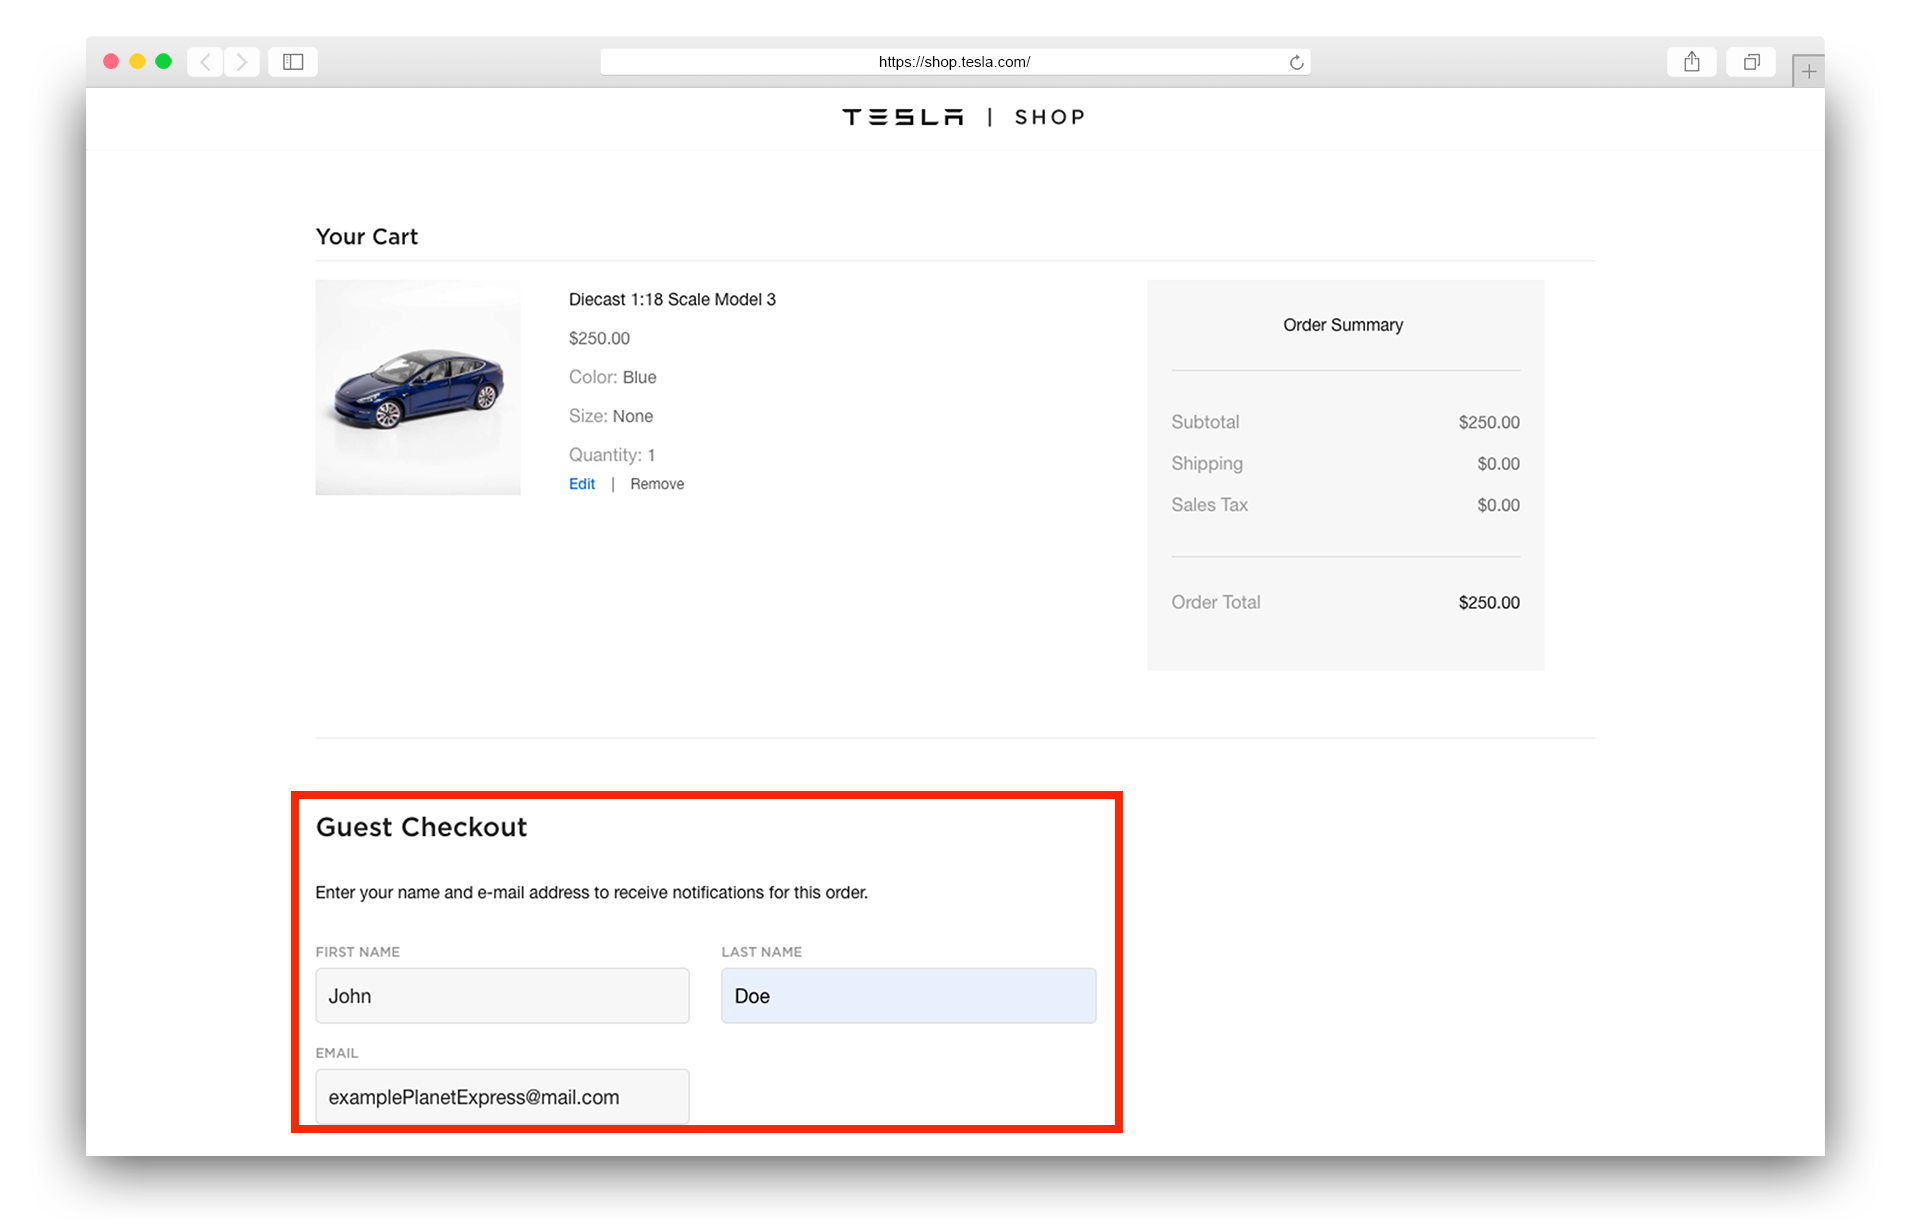 https://shop.tesla.com/
TESLA | SHOP
Your Cart
Diecast 1:18 Scale Model 3
$250.00
Color: Blue
Size: None
Quantity: 1
Edit | Remove
Order Summary
Subtotal $250.00
Shipping $0.00
Sales Tax $0.00
Order Total $250.00
Guest Checkout
Enter your name and e-mail address to receive notifications for this order.
FIRST NAME
John
LAST NAME
Doe
EMAIL
examplePlanetExpress@mail.com